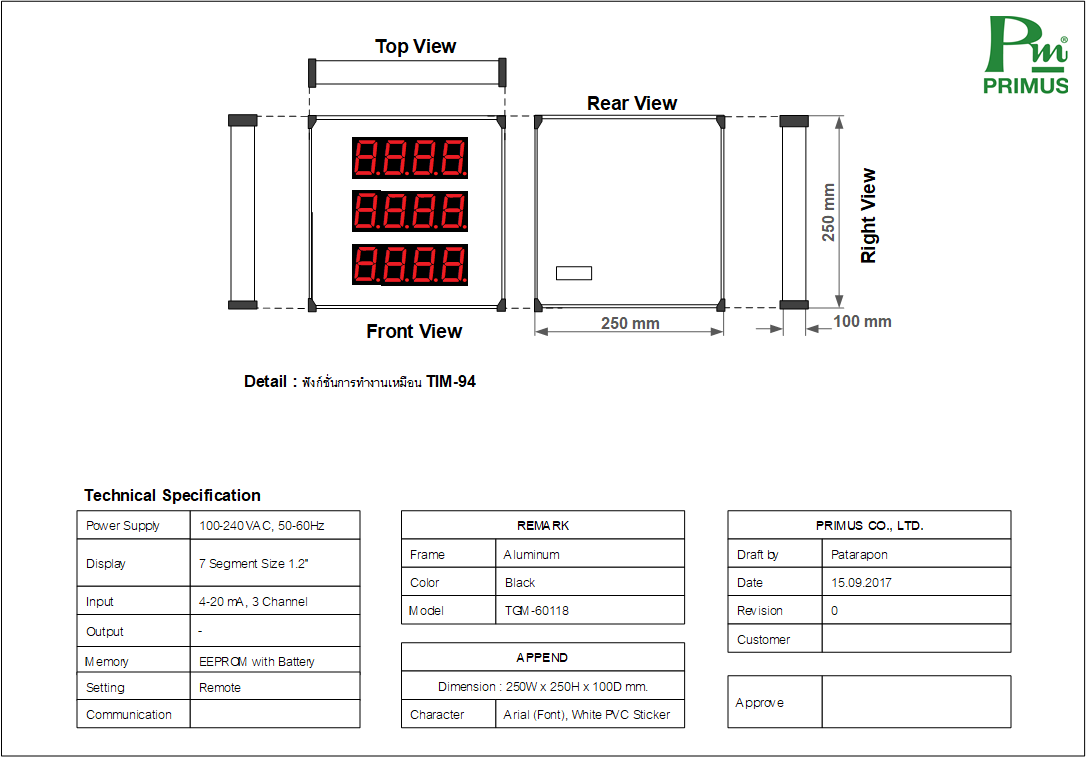 Pm®
PRIMUS
Top View
Rear View
8.8.8.8.
8.8.8.8.
8.8.8.8.
250 mm
Right View
Front View
250 mm
100 mm
Detail : ฟังก์ชั่นการทำงานเหมือน TIM-94
Technical Specification
Power Supply 100-240 VAC, 50-60Hz
Display 7 Segment Size 1.2"
Input 4-20 mA, 3 Channel
Output -
Memory EEPROM with Battery
Setting Remote
Communication
REMARK
Frame Aluminum
Color Black
Model TGM-60118
APPEND
Dimension : 250W x 250H x 100D mm.
Character Arial (Font), White PVC Sticker
PRIMUS CO., LTD.
Draft by Patarapon
Date 15.09.2017
Revision 0
Customer
Approve